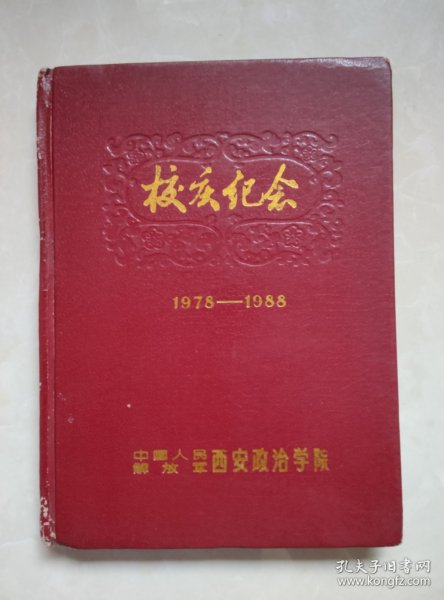 校庆纪念
1978—1988
中国人民
解放军 西安政治学院
孔夫子旧书网
www.kongfz.com